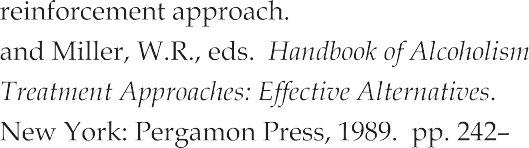 reinforcement approach.
and Miller, W.R., eds.  Handbook of Alcoholism
Treatment Approaches: Effective Alternatives.
New York: Pergamon Press, 1989.  pp. 242–